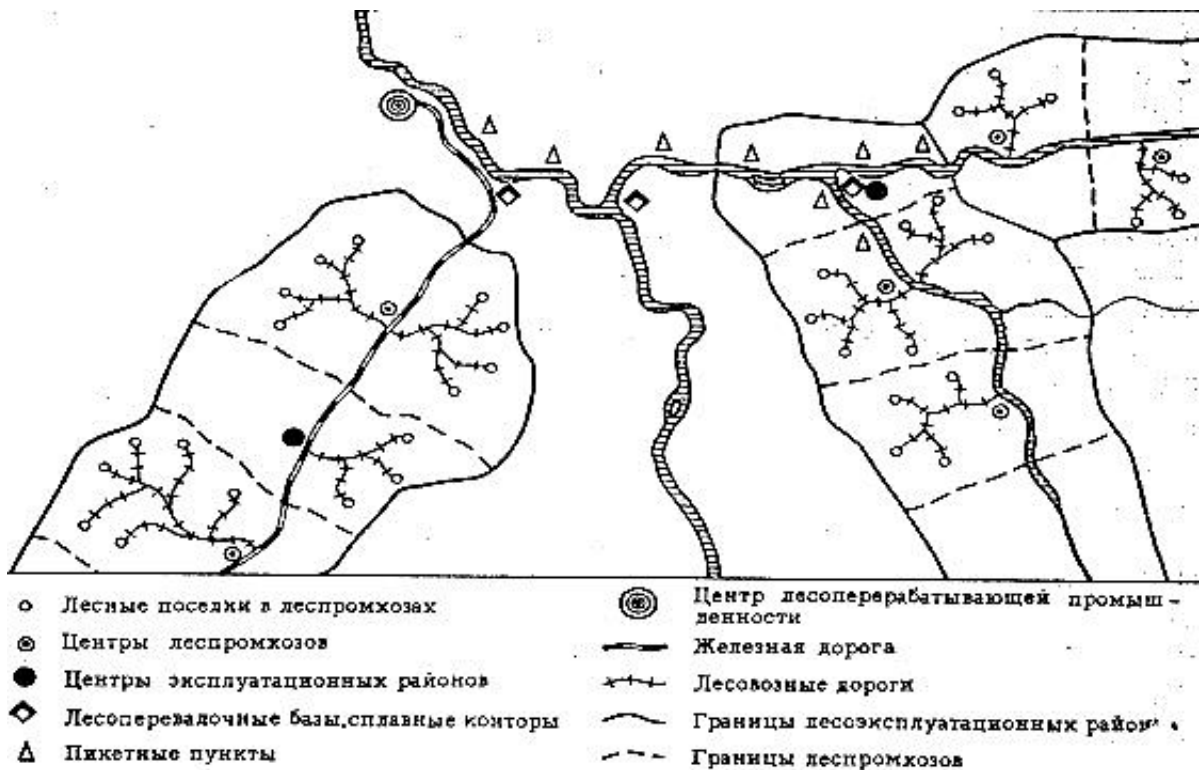 Лесные поселки в леспромхозах
Центры леспромхозов
Центры эксплуатационных районов
Лесоперевалочные базы, сплавные конторы
Пикетные пункты
Центр лесоперерабатывающей промыш-
ленности
Железная дорога
Лесовозные дороги
Границы лесоэксплуатационных район
Границы леспромхозов